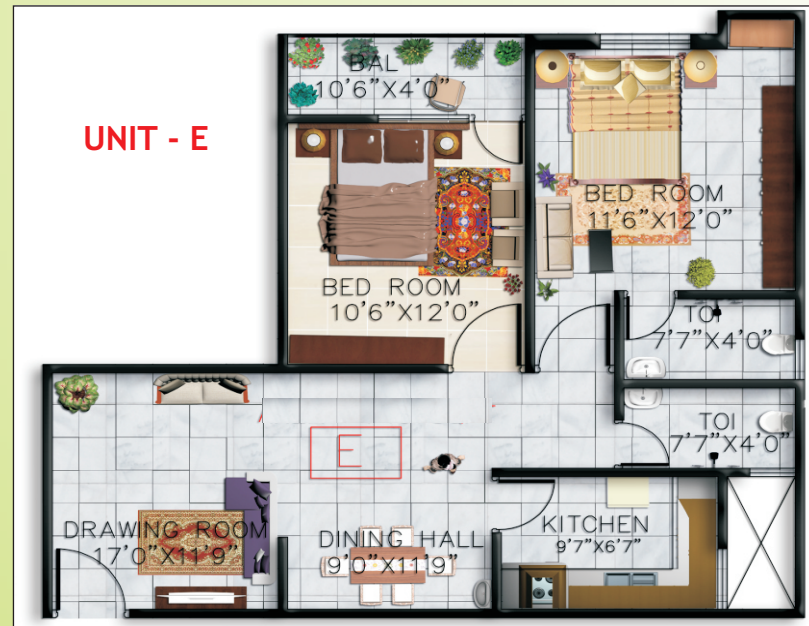 BAL
10'6"X4'0"
UNIT - E
BED ROOM
11'6"X12'0"
BED ROOM
10'6"X12'0"
TOI
7'7"X4'0"
TOI
7'7"X4'0"
E
DRAWING ROOM
17'0"X11'9"
DINING HALL
9'0"X11'9"
KITCHEN
9'7"X6'7"